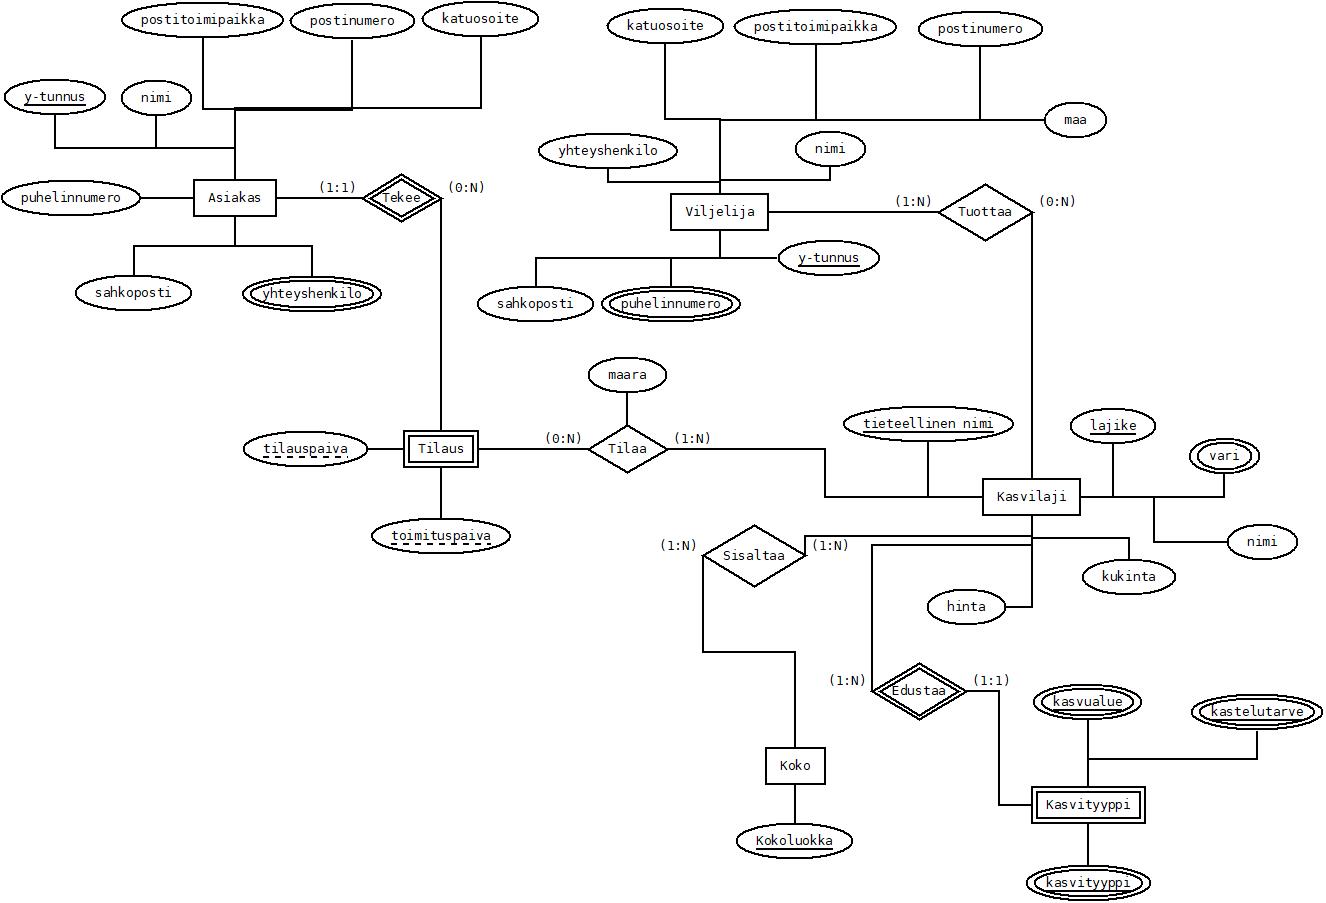 postitoimipaikka
postinumero
katuosoite
katuosoite
postitoimipaikka
postinumero
y-tunnus
nimi
maa
yhteyshenkilo
nimi
puhelinnumero
Asiakas
(1:1)
Tekee
(0:N)
Viljelija
(1:N)
Tuottaa
(0:N)
y-tunnus
sahkoposti
yhteyshenkilo
sahkoposti
puhelinnumero
maara
tieteellinen nimi
lajike
vari
tilauspaiva
Tilaus
(0:N)
Tilaa
(1:N)
Kasvilaji
toimituspaiva
(1:N)
Sisaltaa
(1:N)
nimi
kukinta
hinta
(1:N)
Edustaa
(1:1)
kasvualue
kastelutarve
Koko
Kasvityyppi
Kokoluokka
kasvityyppi